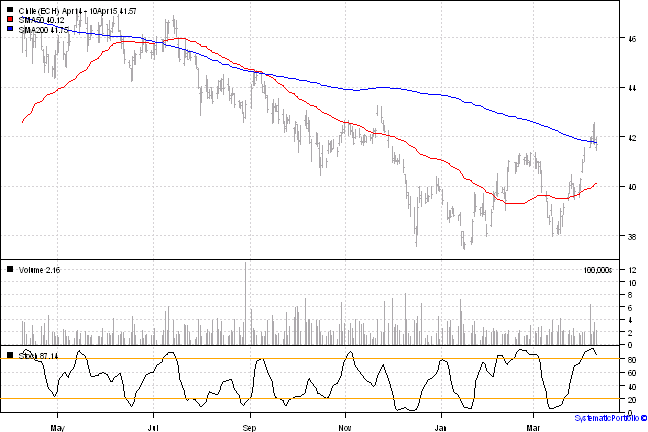 Chile (ECH) Apr14 - 10Apr15 41.57
SMA50 40.12
SMA200 41.75
46
44
42
40
38
Volume 2.16
100,000s
12
10
8
6
4
2
0
Stoch 87.14
80
60
40
20
0
May Jul Sep Nov Jan Mar
SystematicPortfolio ©